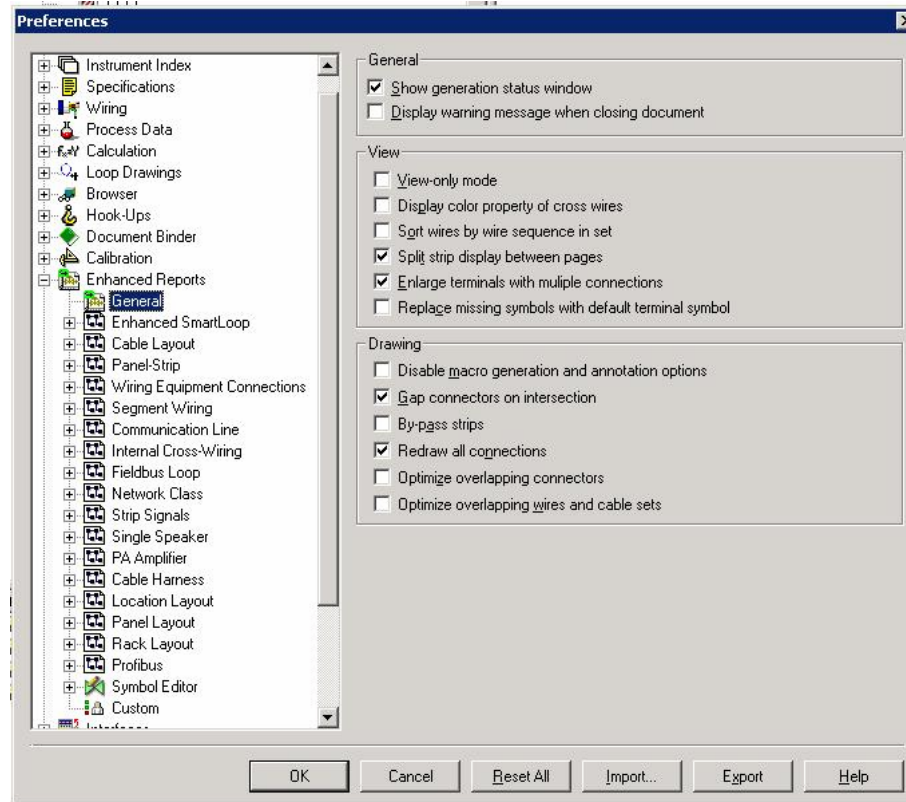 Preferences
Instrument Index
Specifications
Wiring
Process Data
Calculation
Loop Drawings
Browser
Hook-Ups
Document Binder
Calibration
Enhanced Reports
General
Enhanced SmartLoop
Cable Layout
Panel-Strip
Wiring Equipment Connections
Segment Wiring
Communication Line
Internal Cross-Wiring
Fieldbus Loop
Network Class
Strip Signals
Single Speaker
PA Amplifier
Cable Harness
Location Layout
Panel Layout
Rack Layout
Profibus
Symbol Editor
Custom
General
Show generation status window
Display warning message when closing document
View
View-only mode
Display color property of cross wires
Sort wires by wire sequence in set
Split strip display between pages
Enlarge terminals with muliple connections
Replace missing symbols with default terminal symbol
Drawing
Disable macro generation and annotation options
Gap connectors on intersection
By-pass strips
Redraw all connections
Optimize overlapping connectors
Optimize overlapping wires and cable sets
OK
Cancel
Reset All
Import...
Export
Help